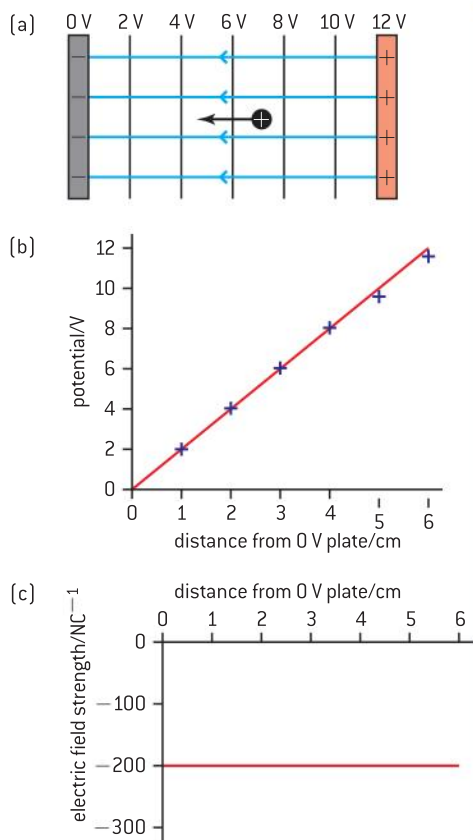 (a) 0 V 2 V 4 V 6 V 8 V 10 V 12 V
− +
− +
+
− +
− +
(b)
12
10
8
6
4
2
0
potential/V
0 1 2 3 4 5 6
distance from 0 V plate/cm
(c) distance from 0 V plate/cm
0 1 2 3 4 5 6
0
−100
−200
−300
electric field strength/NC−1